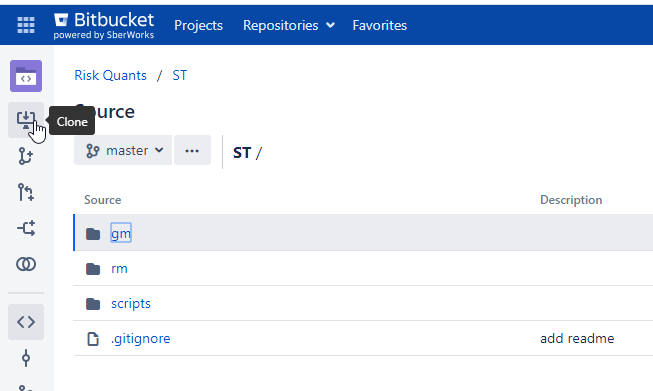 Bitbucket
powered by SberWorks
Projects
Repositories
Favorites
Risk Quants / ST
Clone
Source
master
ST /
Source
Description
gm
rm
scripts
.gitignore
add readme